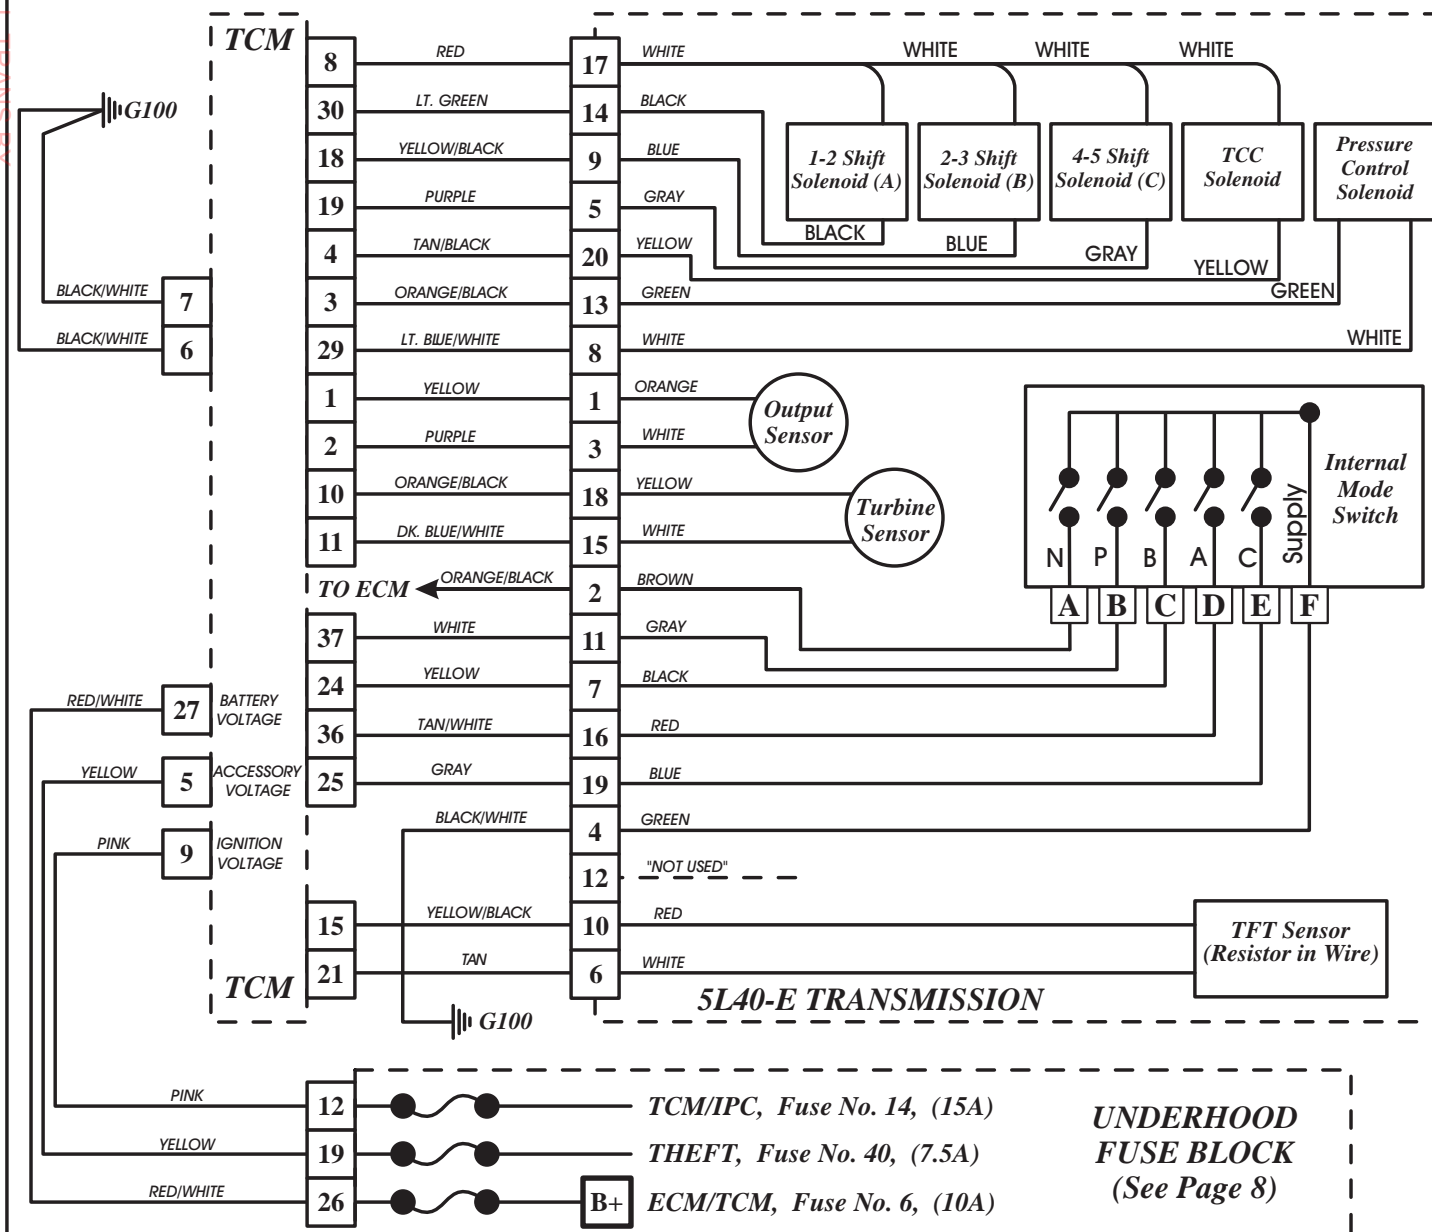 TCM
8 RED 17 WHITE WHITE WHITE WHITE
G100
30 LT. GREEN 14 BLACK
18 YELLOW/BLACK 9 BLUE
1-2 Shift
Solenoid (A)
2-3 Shift
Solenoid (B)
4-5 Shift
Solenoid (C)
TCC
Solenoid
Pressure
Control
Solenoid
19 PURPLE 5 GRAY
BLACK
BLUE
GRAY
YELLOW
4 TAN/BLACK 20 YELLOW
BLACK/WHITE 7
3 ORANGE/BLACK 13 GREEN GREEN
BLACK/WHITE 6
29 LT. BLUE/WHITE 8 WHITE WHITE
1 YELLOW 1 ORANGE
Output
Sensor
2 PURPLE 3 WHITE
10 ORANGE/BLACK 18 YELLOW
Turbine
Sensor
11 DK. BLUE/WHITE 15 WHITE
Internal
Mode
Switch
N P B A C Supply
A B C D E F
TO ECM ORANGE/BLACK 2 BROWN
37 WHITE 11 GRAY
24 YELLOW 7 BLACK
RED/WHITE 27 BATTERY
VOLTAGE
36 TAN/WHITE 16 RED
YELLOW 5 ACCESSORY
VOLTAGE
25 GRAY 19 BLUE
BLACK/WHITE 4 GREEN
PINK 9 IGNITION
VOLTAGE
12 "NOT USED"
15 YELLOW/BLACK 10 RED
TFT Sensor
(Resistor in Wire)
21 TAN 6 WHITE
TCM
5L40-E TRANSMISSION
G100
PINK 12 TCM/IPC, Fuse No. 14, (15A)
YELLOW 19 THEFT, Fuse No. 40, (7.5A)
RED/WHITE 26 B+ ECM/TCM, Fuse No. 6, (10A)
UNDERHOOD
FUSE BLOCK
(See Page 8)